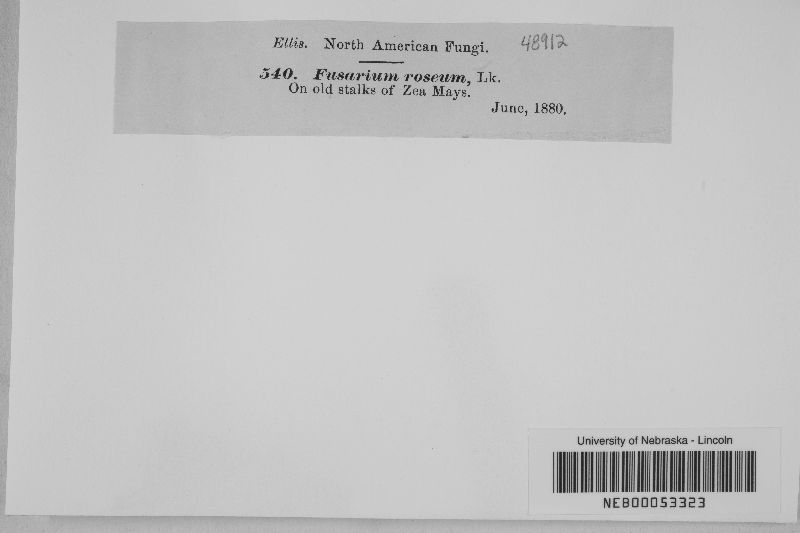 Ellis. North American Fungi. 48912
540. Fusarium roseum, Lk.
On old stalks of Zea Mays.
June, 1880.
University of Nebraska - Lincoln
NEB00053323